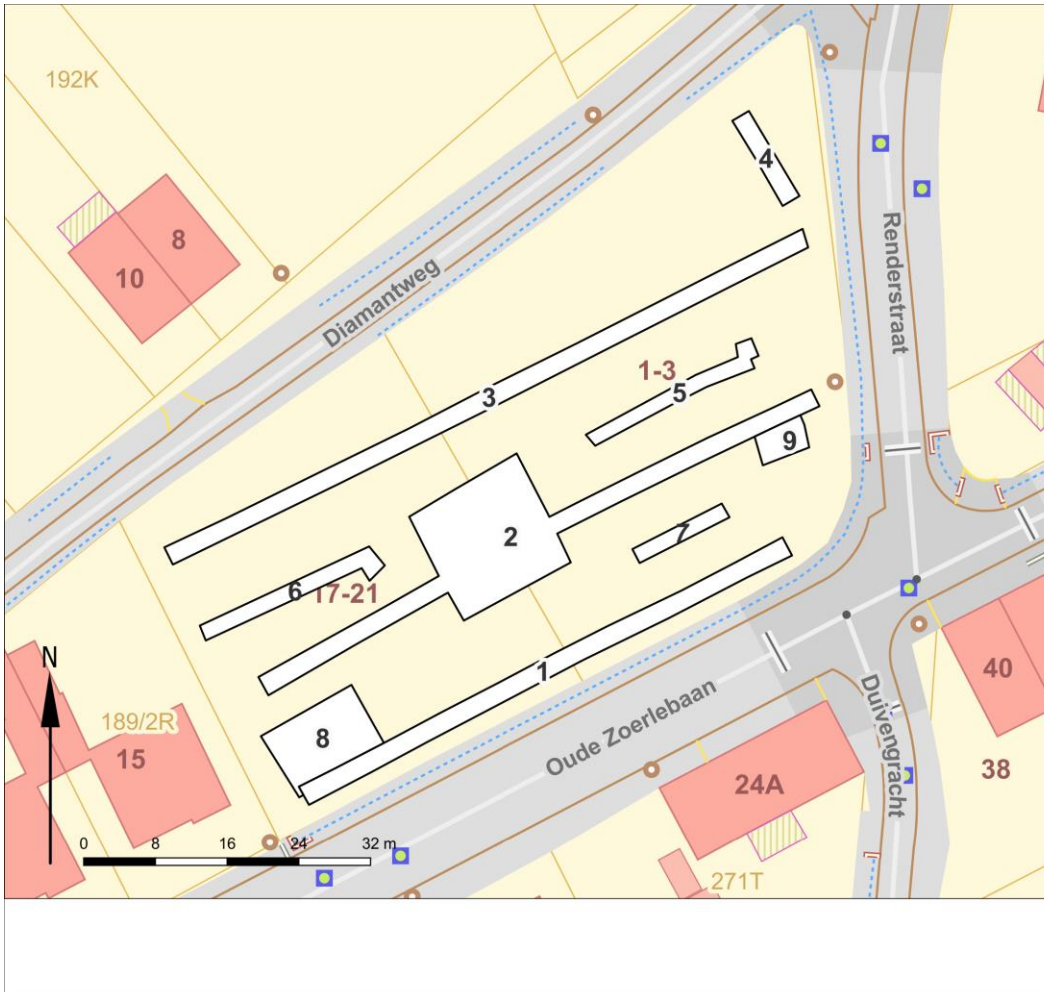 192K
4
8
10
Renderstraat
Diamantweg
1-3
3
5
9
2
7
6
17-21
N
1
40
189/2R
Oude Zoerlebaan
Duivengracht
8
15
38
24A
0 8 16 24 32 m
271T